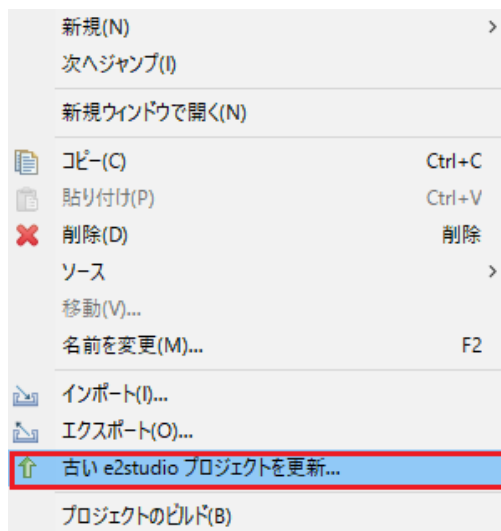 新規(N)
次へジャンプ(I)
新規ウィンドウで開く(N)
コピー(C) Ctrl+C
貼り付け(P) Ctrl+V
削除(D) 削除
ソース
移動(V)...
名前を変更(M)... F2
インポート(I)...
エクスポート(O)...
古い e2studio プロジェクトを更新...
プロジェクトのビルド(B)